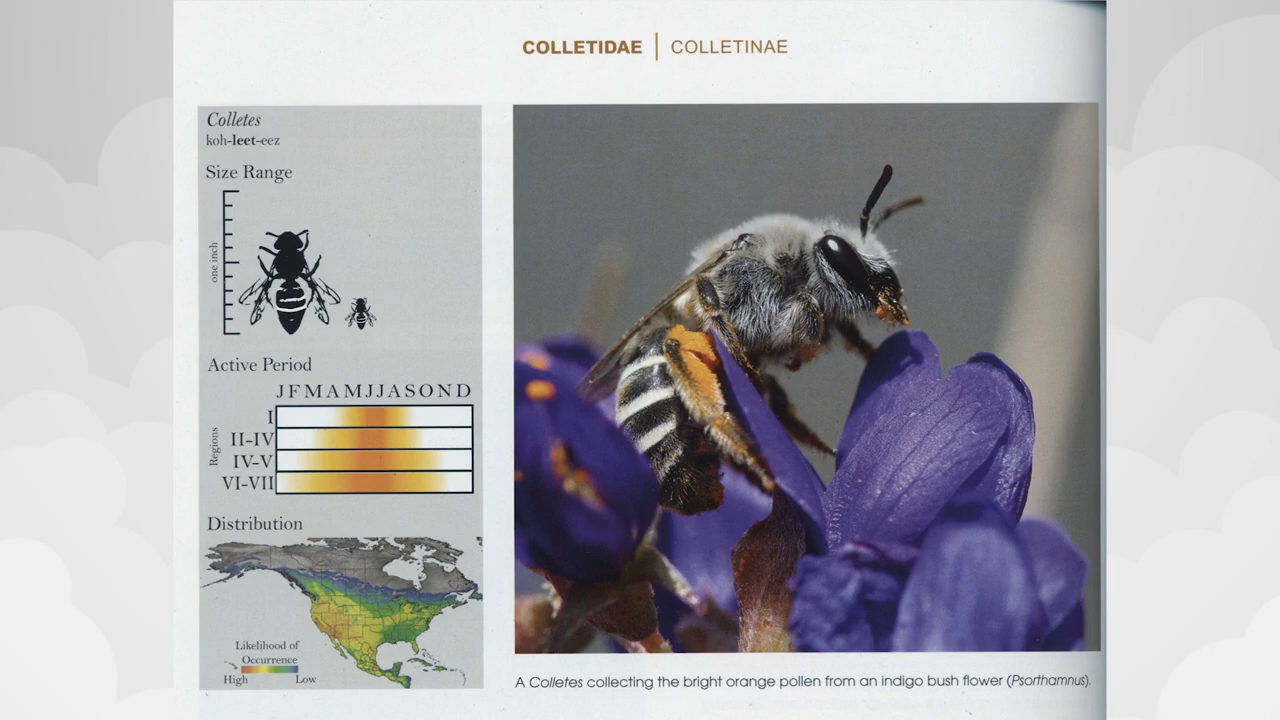 COLLETIDAE | COLLETINAE
Colletes
koh-leet-eez
Size Range
one inch
Active Period
J F M A M J J A S O N D
Regions
I
II–IV
IV–V
VI–VII
Distribution
Likelihood of
Occurrence
High Low
A Colletes collecting the bright orange pollen from an indigo bush flower (Psorthamnus).